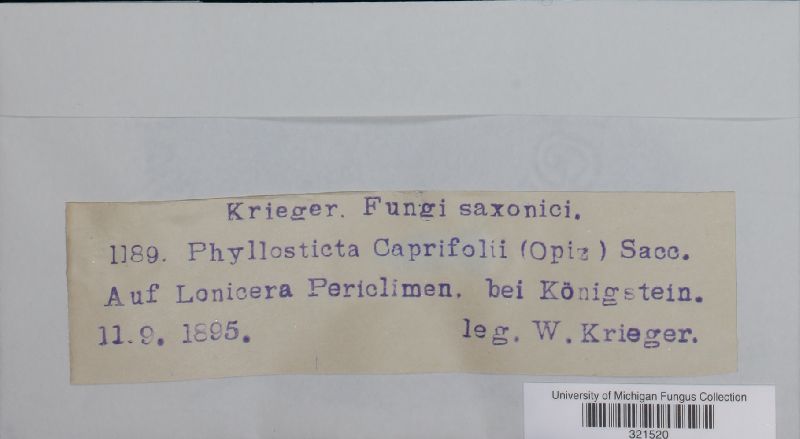 Krieger. Fungi saxonici.
1189. Phyllosticta Caprifolii (Opiz) Sacc.
Auf Lonicera Periclimen. bei Königstein.
11.9. 1895. leg. W. Krieger.
University of Michigan Fungus Collection
321520